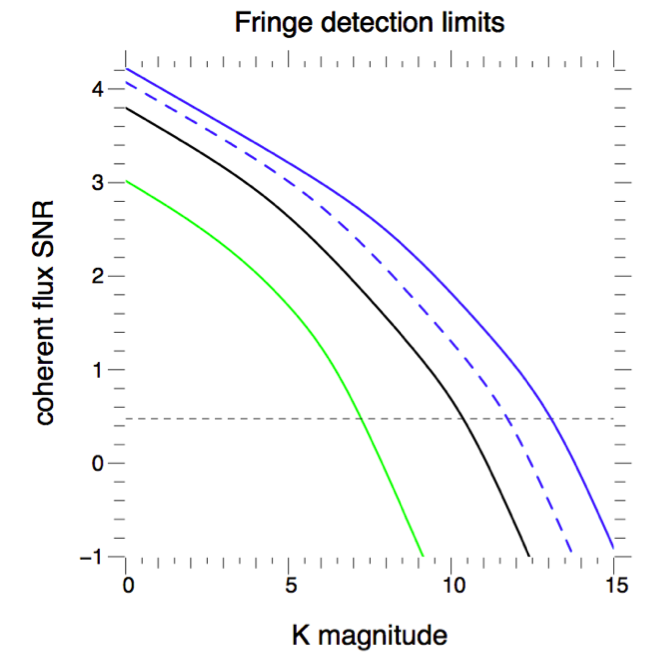 Fringe detection limits
4
3
2
1
0
−1
coherent flux SNR
0 5 10 15
K magnitude